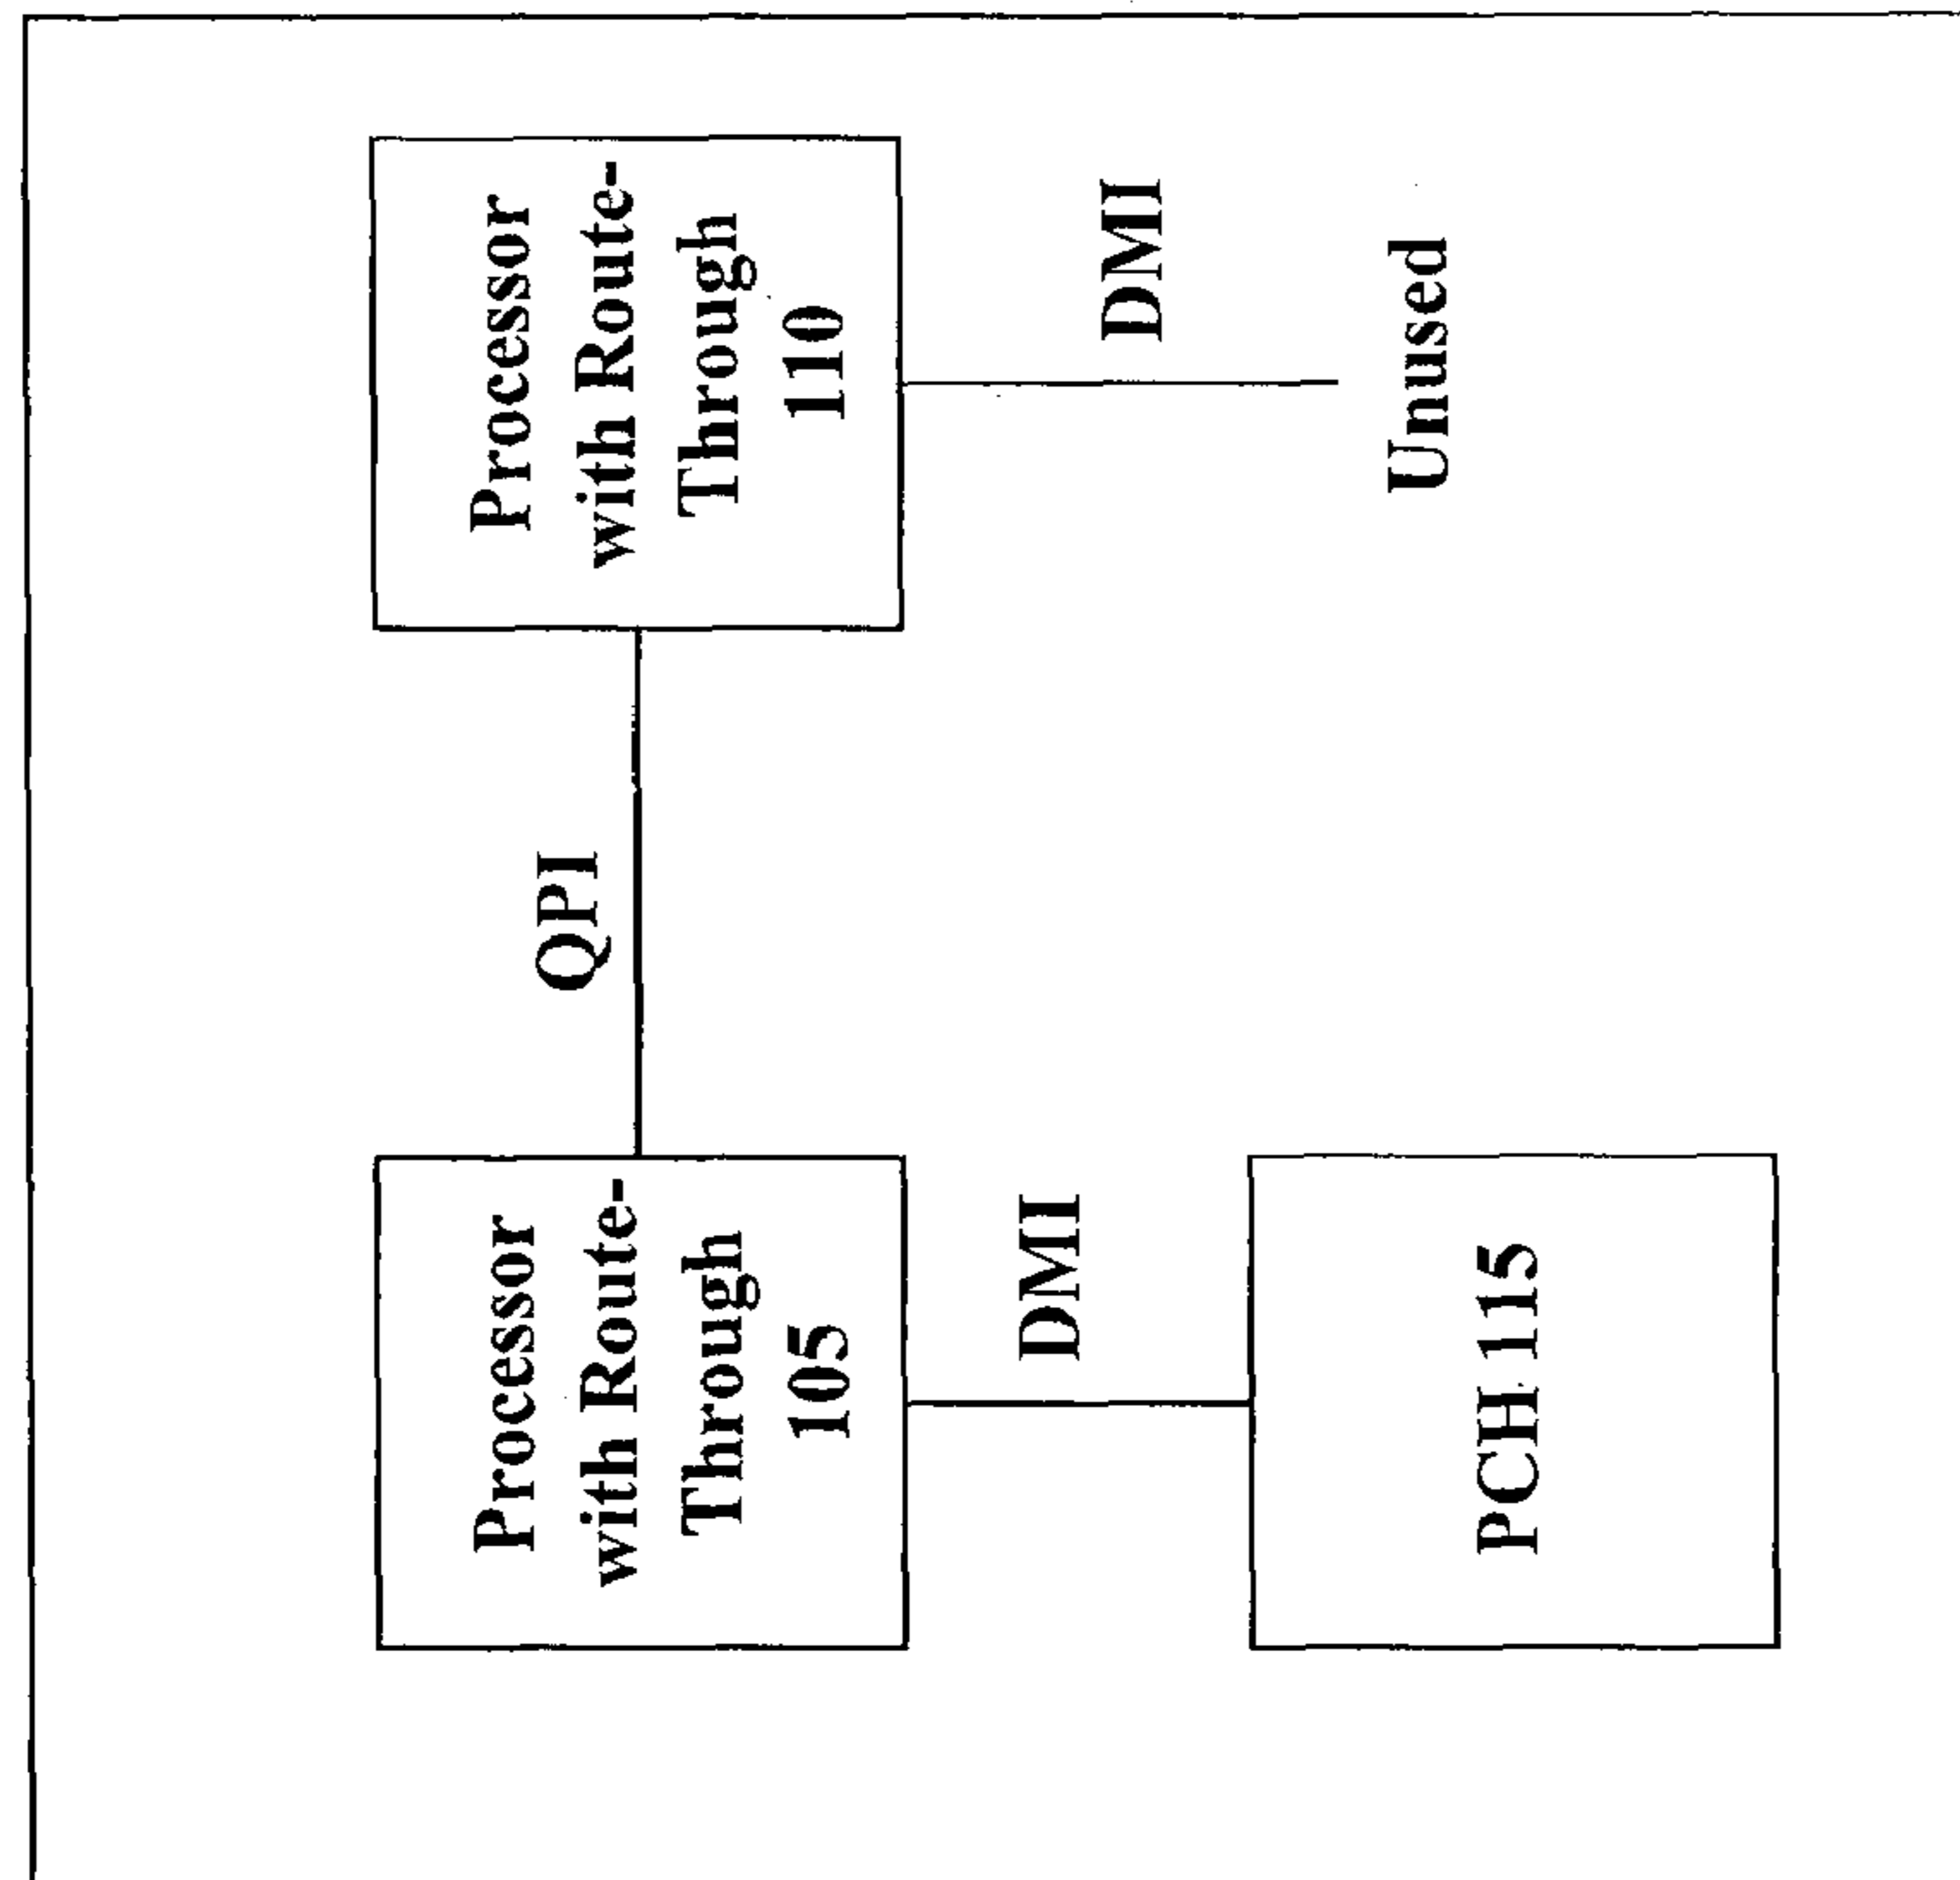 Processor
with Route-
Through
105
QPI
Processor
with Route-
Through
110
DMI
DMI
PCH 115
Unused